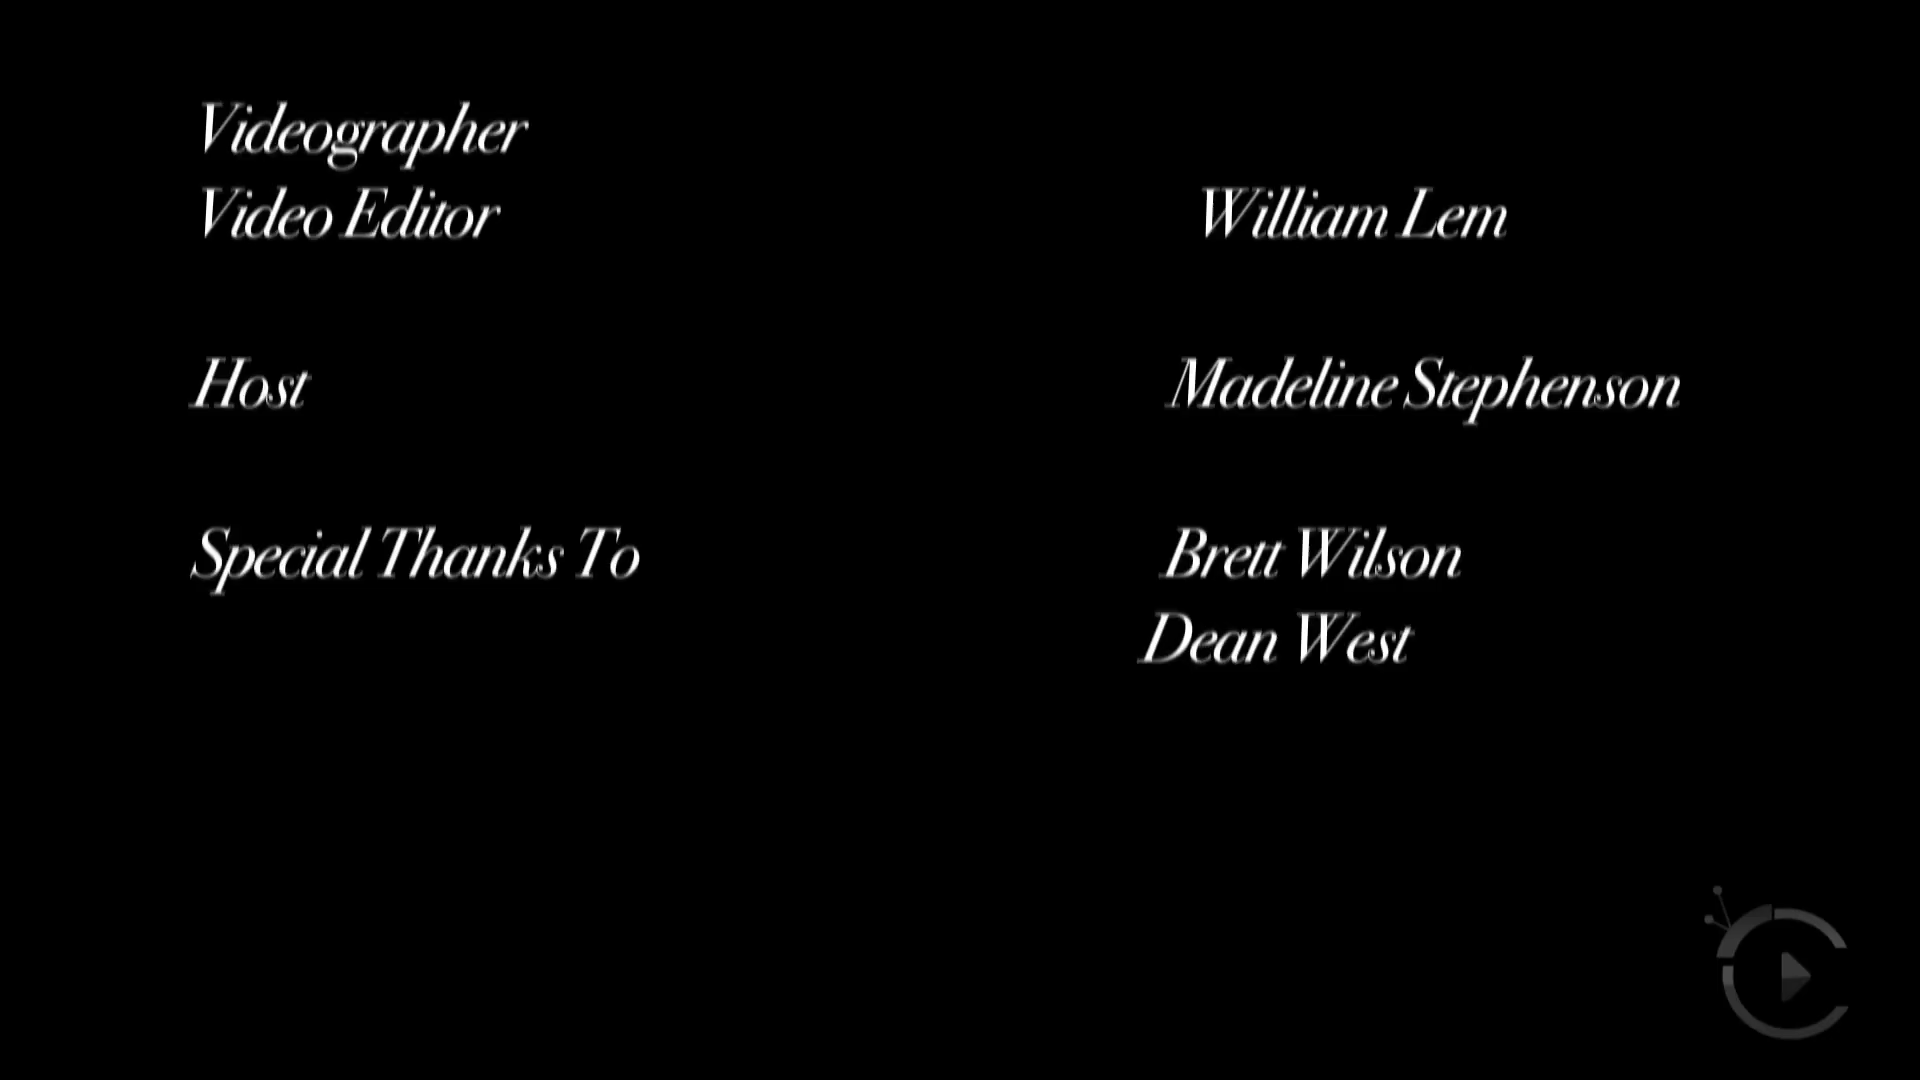 Videographer
Video Editor William Lem
Host Madeline Stephenson
Special Thanks To Brett Wilson
Dean West